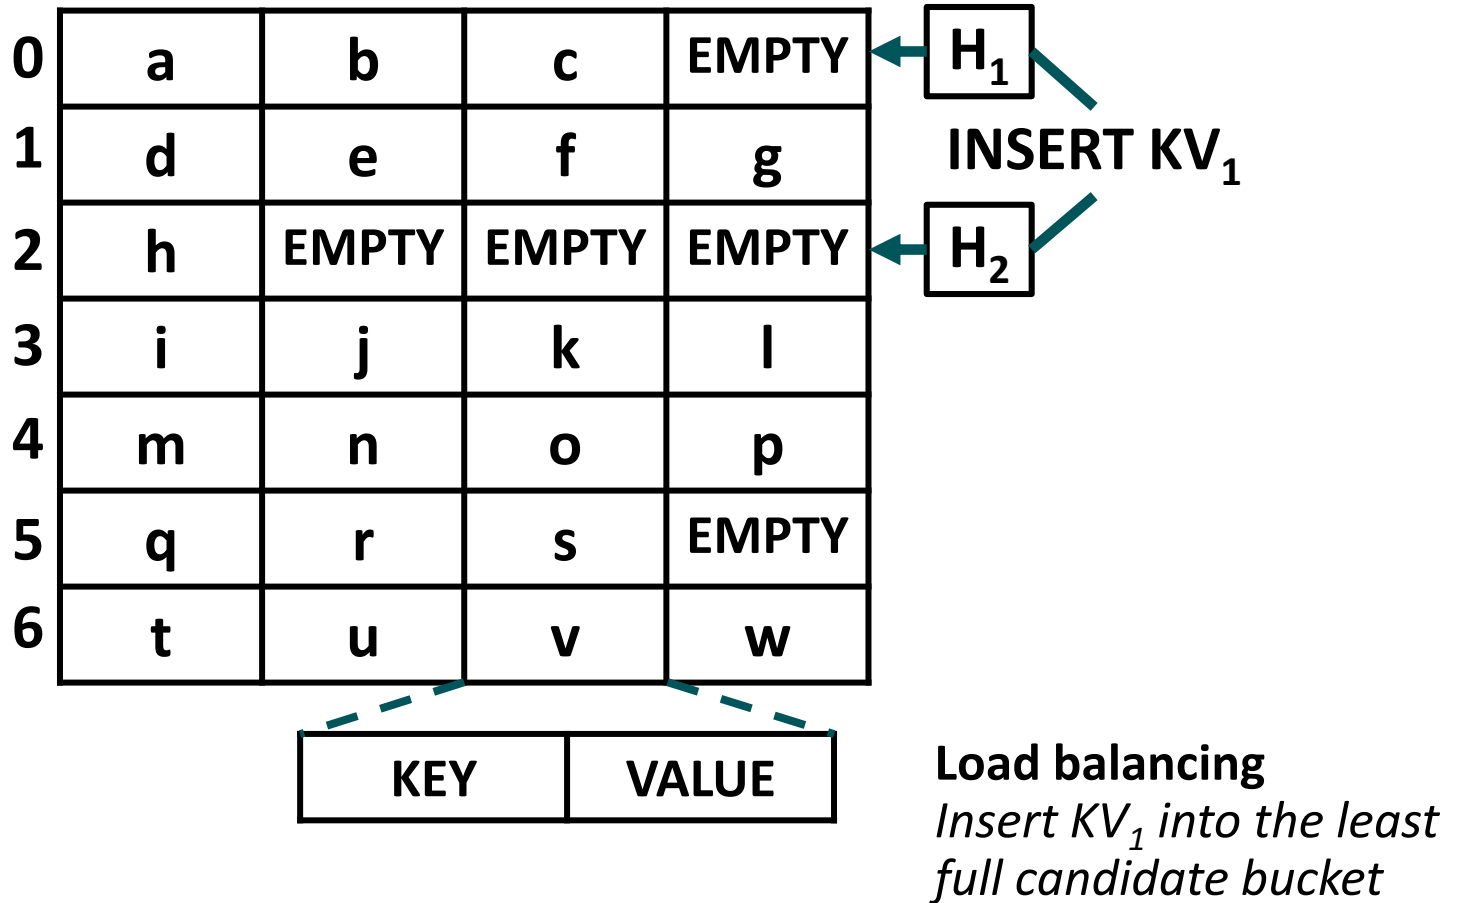 0 a b c EMPTY H1
1 d e f g INSERT KV1
2 h EMPTY EMPTY EMPTY H2
3 i j k l
4 m n o p
5 q r s EMPTY
6 t u v w
KEY VALUE
Load balancing
Insert KV1 into the least
full candidate bucket